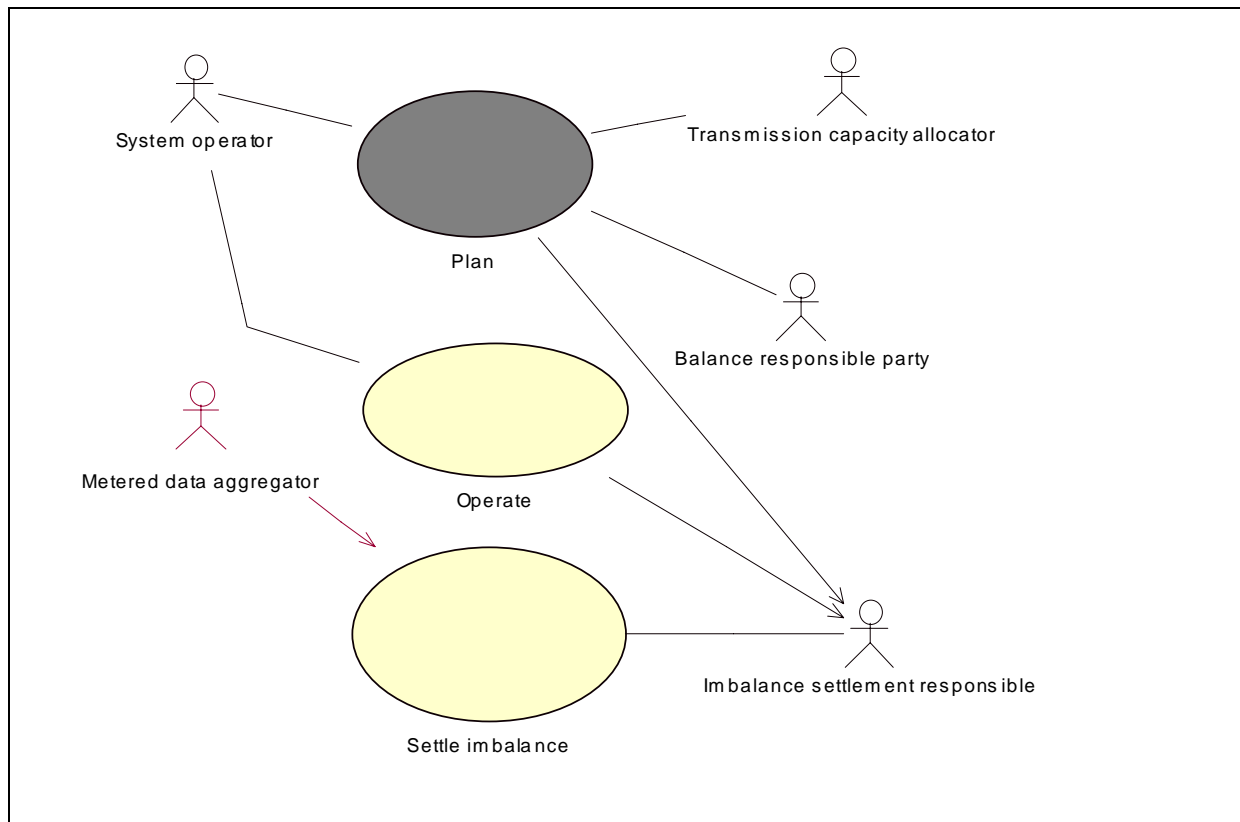 System operator
Transmission capacity allocator
Plan
Balance responsible party
Metered data aggregator
Operate
Imbalance settlement responsible
Settle imbalance